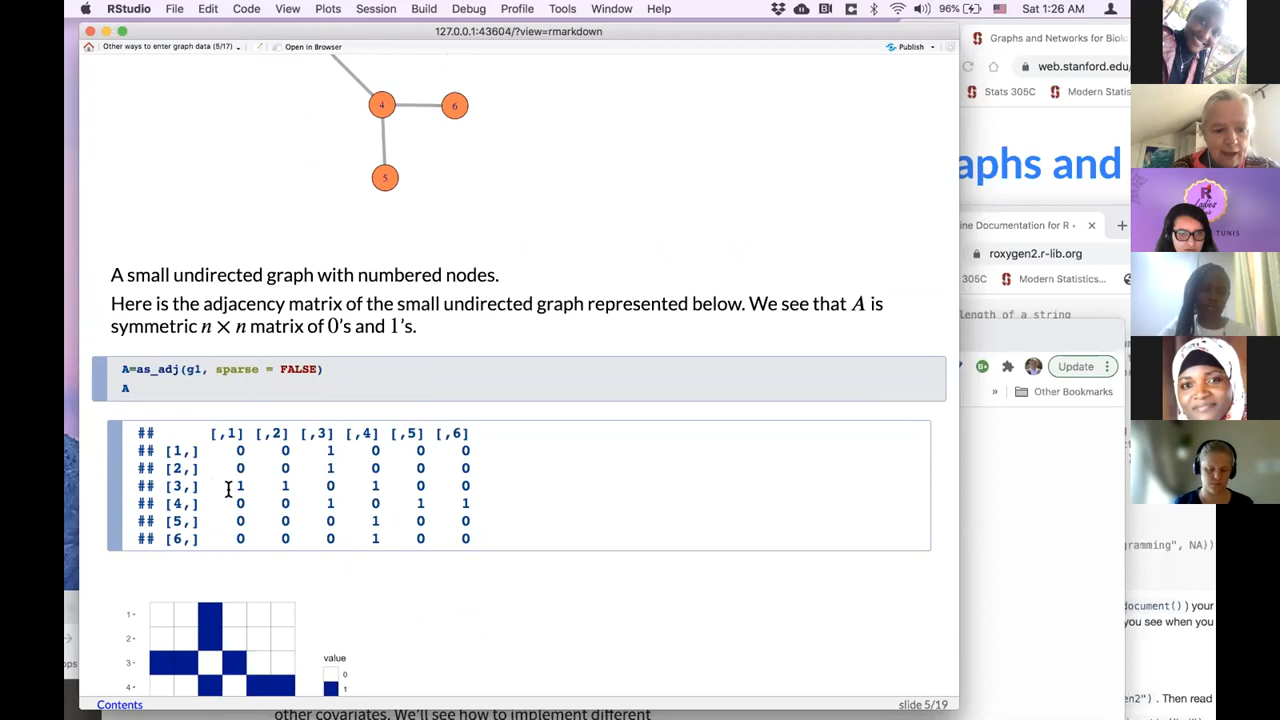 RStudio File Edit Code View Plots Session Build Debug Profile Tools Window Help 96% Sat 1:26 AM
127.0.0.1:43604/?view=rmarkdown
Other ways to enter graph data (5/17) Open in Browser Publish
4 6
5
A small undirected graph with numbered nodes.
Here is the adjacency matrix of the small undirected graph represented below. We see that A is
symmetric n × n matrix of 0's and 1's.
A=as_adj(g1, sparse = FALSE)
A
## [,1] [,2] [,3] [,4] [,5] [,6]
## [1,] 0 0 1 0 0 0
## [2,] 0 0 1 0 0 0
## [3,] 1 1 0 1 0 0
## [4,] 0 0 1 0 1 1
## [5,] 0 0 0 1 0 0
## [6,] 0 0 0 1 0 0
1
2
3
4
value
0
1
Contents slide 5/19
other covariates. We'll see how to implement different
Graphs and Networks for Biolo
web.stanford.edu/
Stats 305C Modern Statist
aphs and
ine Documentation for R
roxygen2.r-lib.org
305C Modern Statistics...
length of a string
Update
Other Bookmarks
gramming", NA))
document() ) your
you see when you
en2") . Then read
ops
R
Ladies
TUNIS